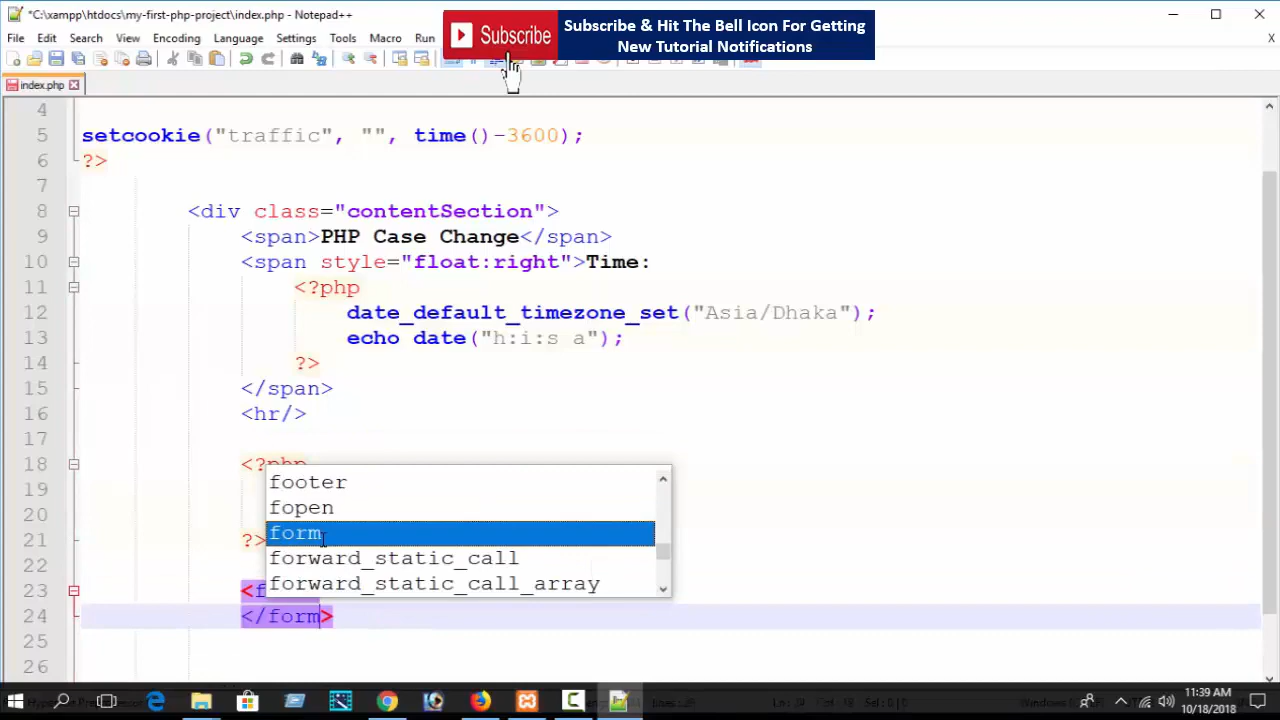 *C:\xampp\htdocs\my-first-php-project\index.php - Notepad++
File Edit Search View Encoding Language Settings Tools Macro Run
Subscribe
Subscribe & Hit The Bell Icon For Getting
New Tutorial Notifications
X
index.php
4
5 setcookie("traffic", "", time()-3600);
6 ?>
7
8 <div class="contentSection">
9 <span>PHP Case Change</span>
10 <span style="float:right">Time:
11 <?php
12 date_default_timezone_set("Asia/Dhaka");
13 echo date("h:i:s a");
14 ?>
15 </span>
16 <hr/>
17
18 <?php
19 footer
20 fopen
21 ?> form
22 forward_static_call
23 <f forward_static_call_array
24 </form>
25
26
11:39 AM
10/18/2018